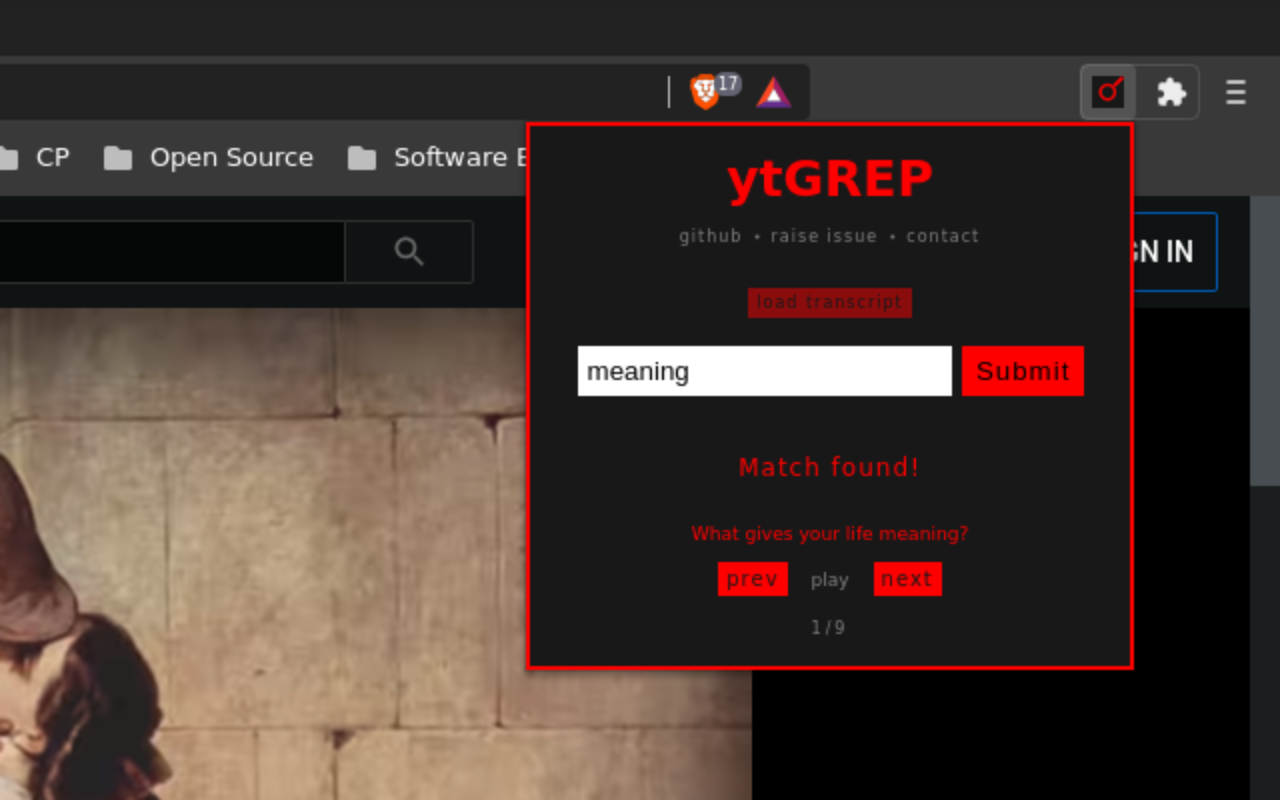 17
CP
Open Source
Software E
ytGREP
github • raise issue • contact
GN IN
load transcript
meaning
Submit
Match found!
What gives your life meaning?
prev
play
next
1/9